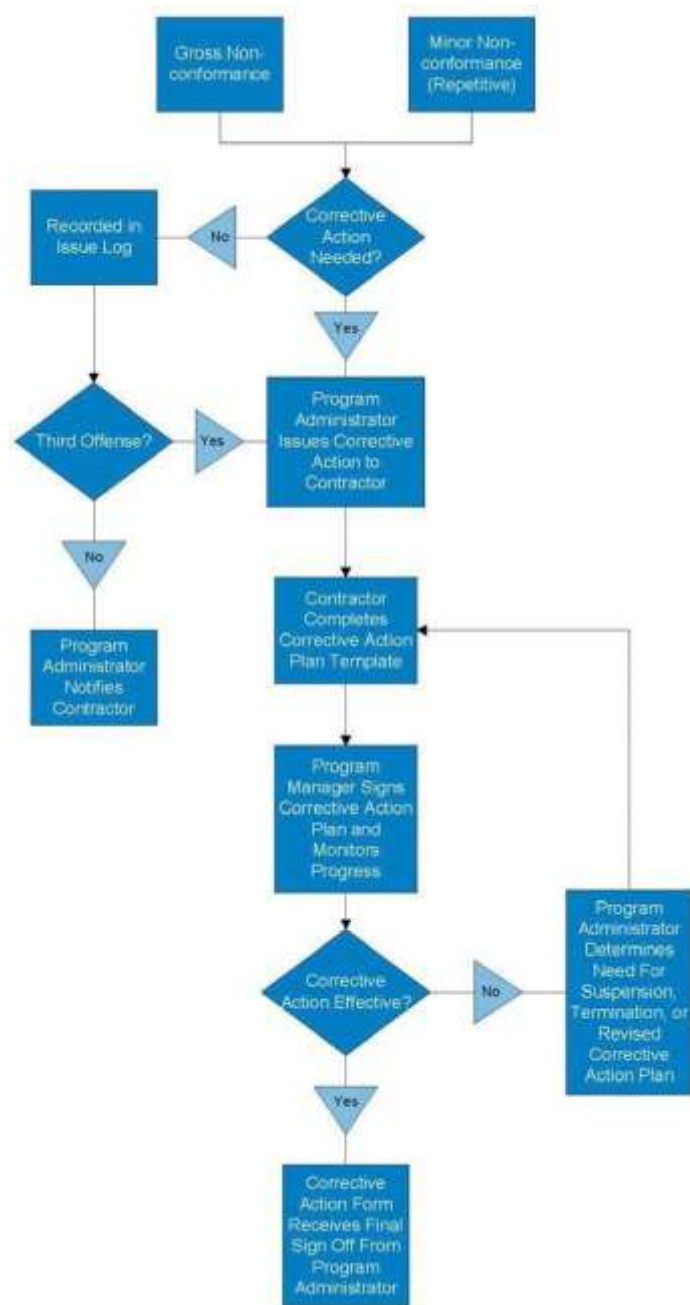 Gross Non-
conformance
Minor Non-
conformance
(Repetitive)
Recorded in
Issue Log
No
Corrective
Action
Needed?
Yes
Third Offense?
Yes
Program
Administrator
Issues Corrective
Action to
Contractor
No
Program
Administrator
Notifies
Contractor
Contractor
Completes
Corrective Action
Plan Template
Program
Manager Signs
Corrective Action
Plan and
Monitors
Progress
Corrective
Action Effective?
No
Program
Administrator
Determines
Need For
Suspension,
Termination, or
Revised
Corrective
Action Plan
Yes
Corrective
Action Form
Receives Final
Sign Off From
Program
Administrator